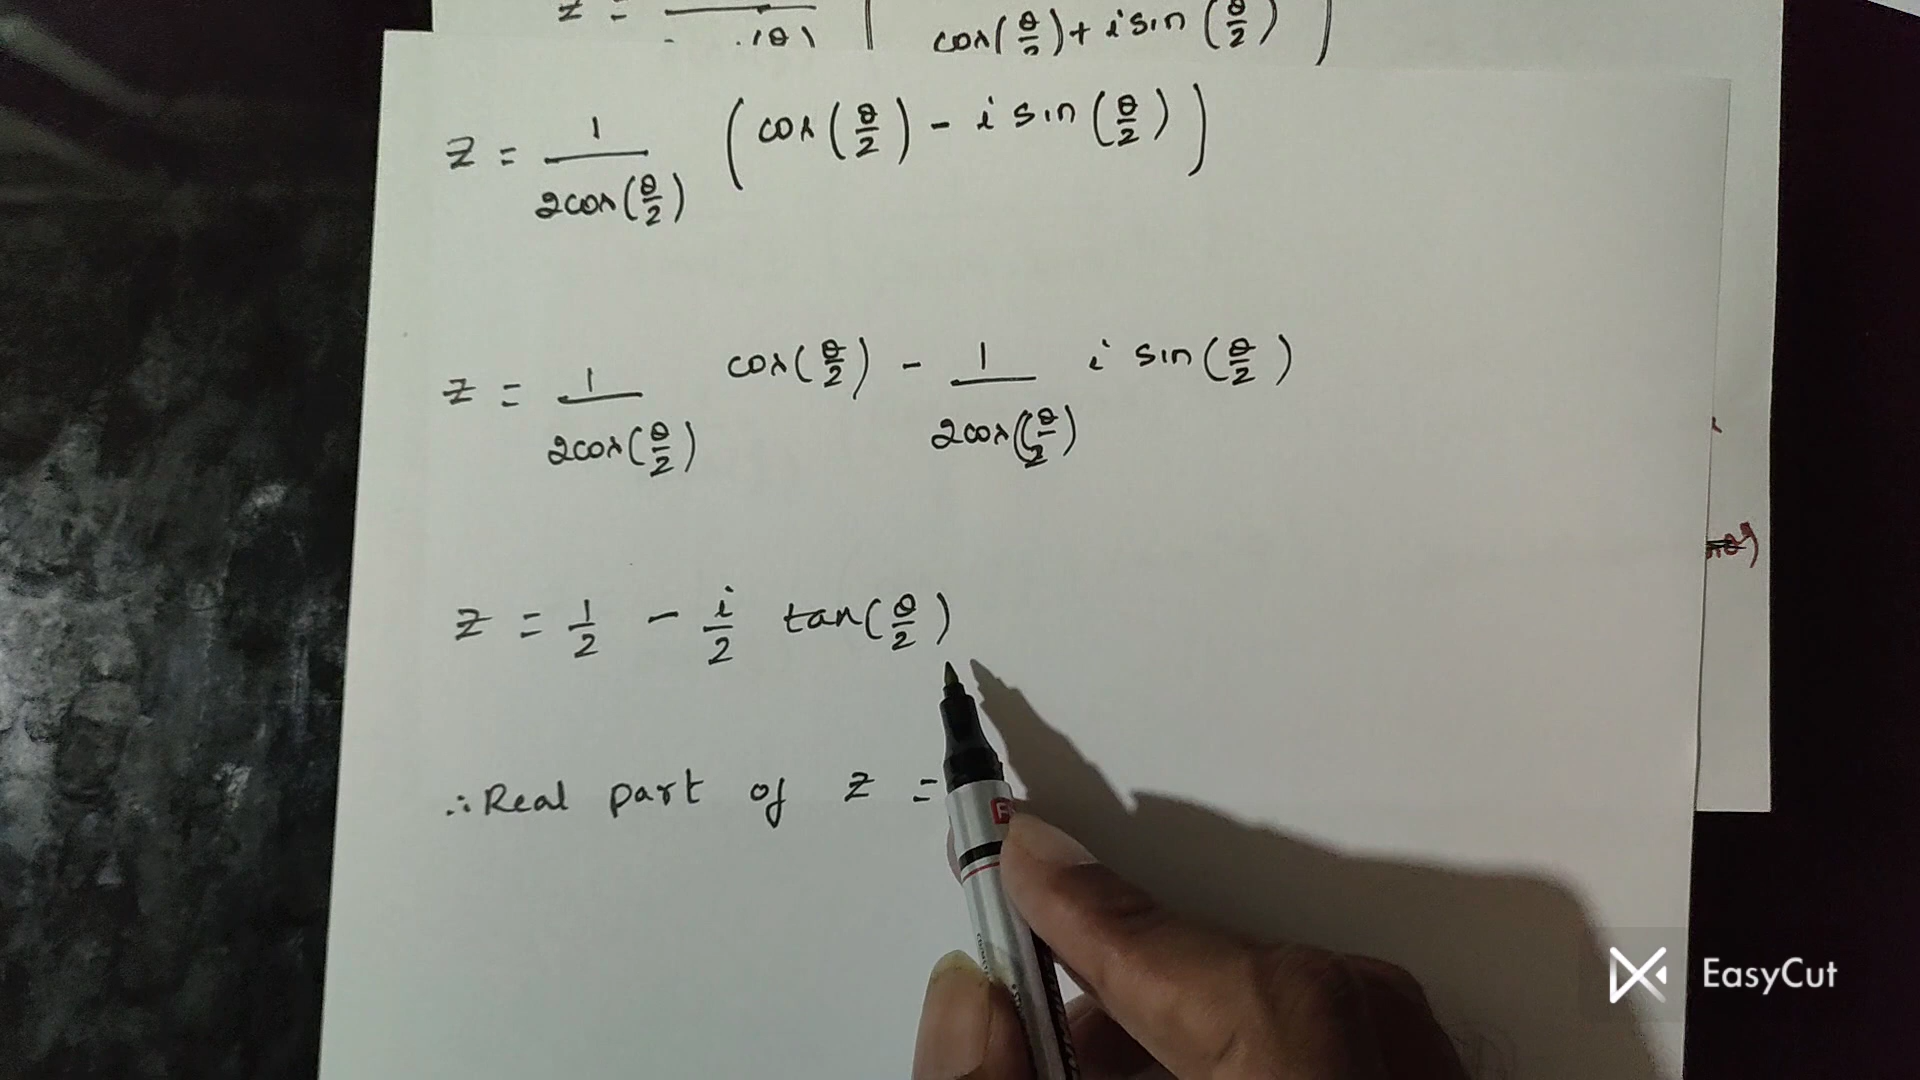 z =
cos(θ/2) + i sin(θ/2)
z = 1/2cos(θ/2) (cos(θ/2) - i sin(θ/2))
z = 1/2cos(θ/2) cos(θ/2) - 1/2cos(θ/2) i sin(θ/2)
z = 1/2 - i/2 tan(θ/2)
∴ Real part of z =
EasyCut